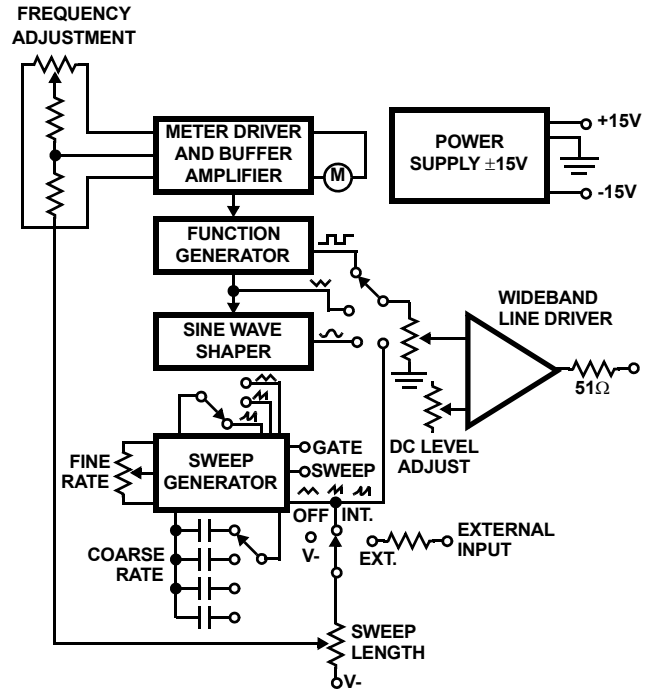 FREQUENCY
ADJUSTMENT
METER DRIVER
AND BUFFER
AMPLIFIER
M
POWER
SUPPLY ±15V
+15V
-15V
FUNCTION
GENERATOR
SINE WAVE
SHAPER
WIDEBAND
LINE DRIVER
51Ω
DC LEVEL
ADJUST
FINE
RATE
SWEEP
GENERATOR
GATE
SWEEP
OFF
INT.
V-
EXT.
EXTERNAL
INPUT
COARSE
RATE
SWEEP
LENGTH
V-